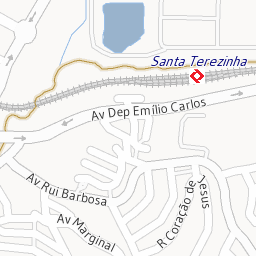 Santa Terezinha
Av Dep Emílio Carlos
Av Rui Barbosa
Av Marginal
R Coração de
Jesus